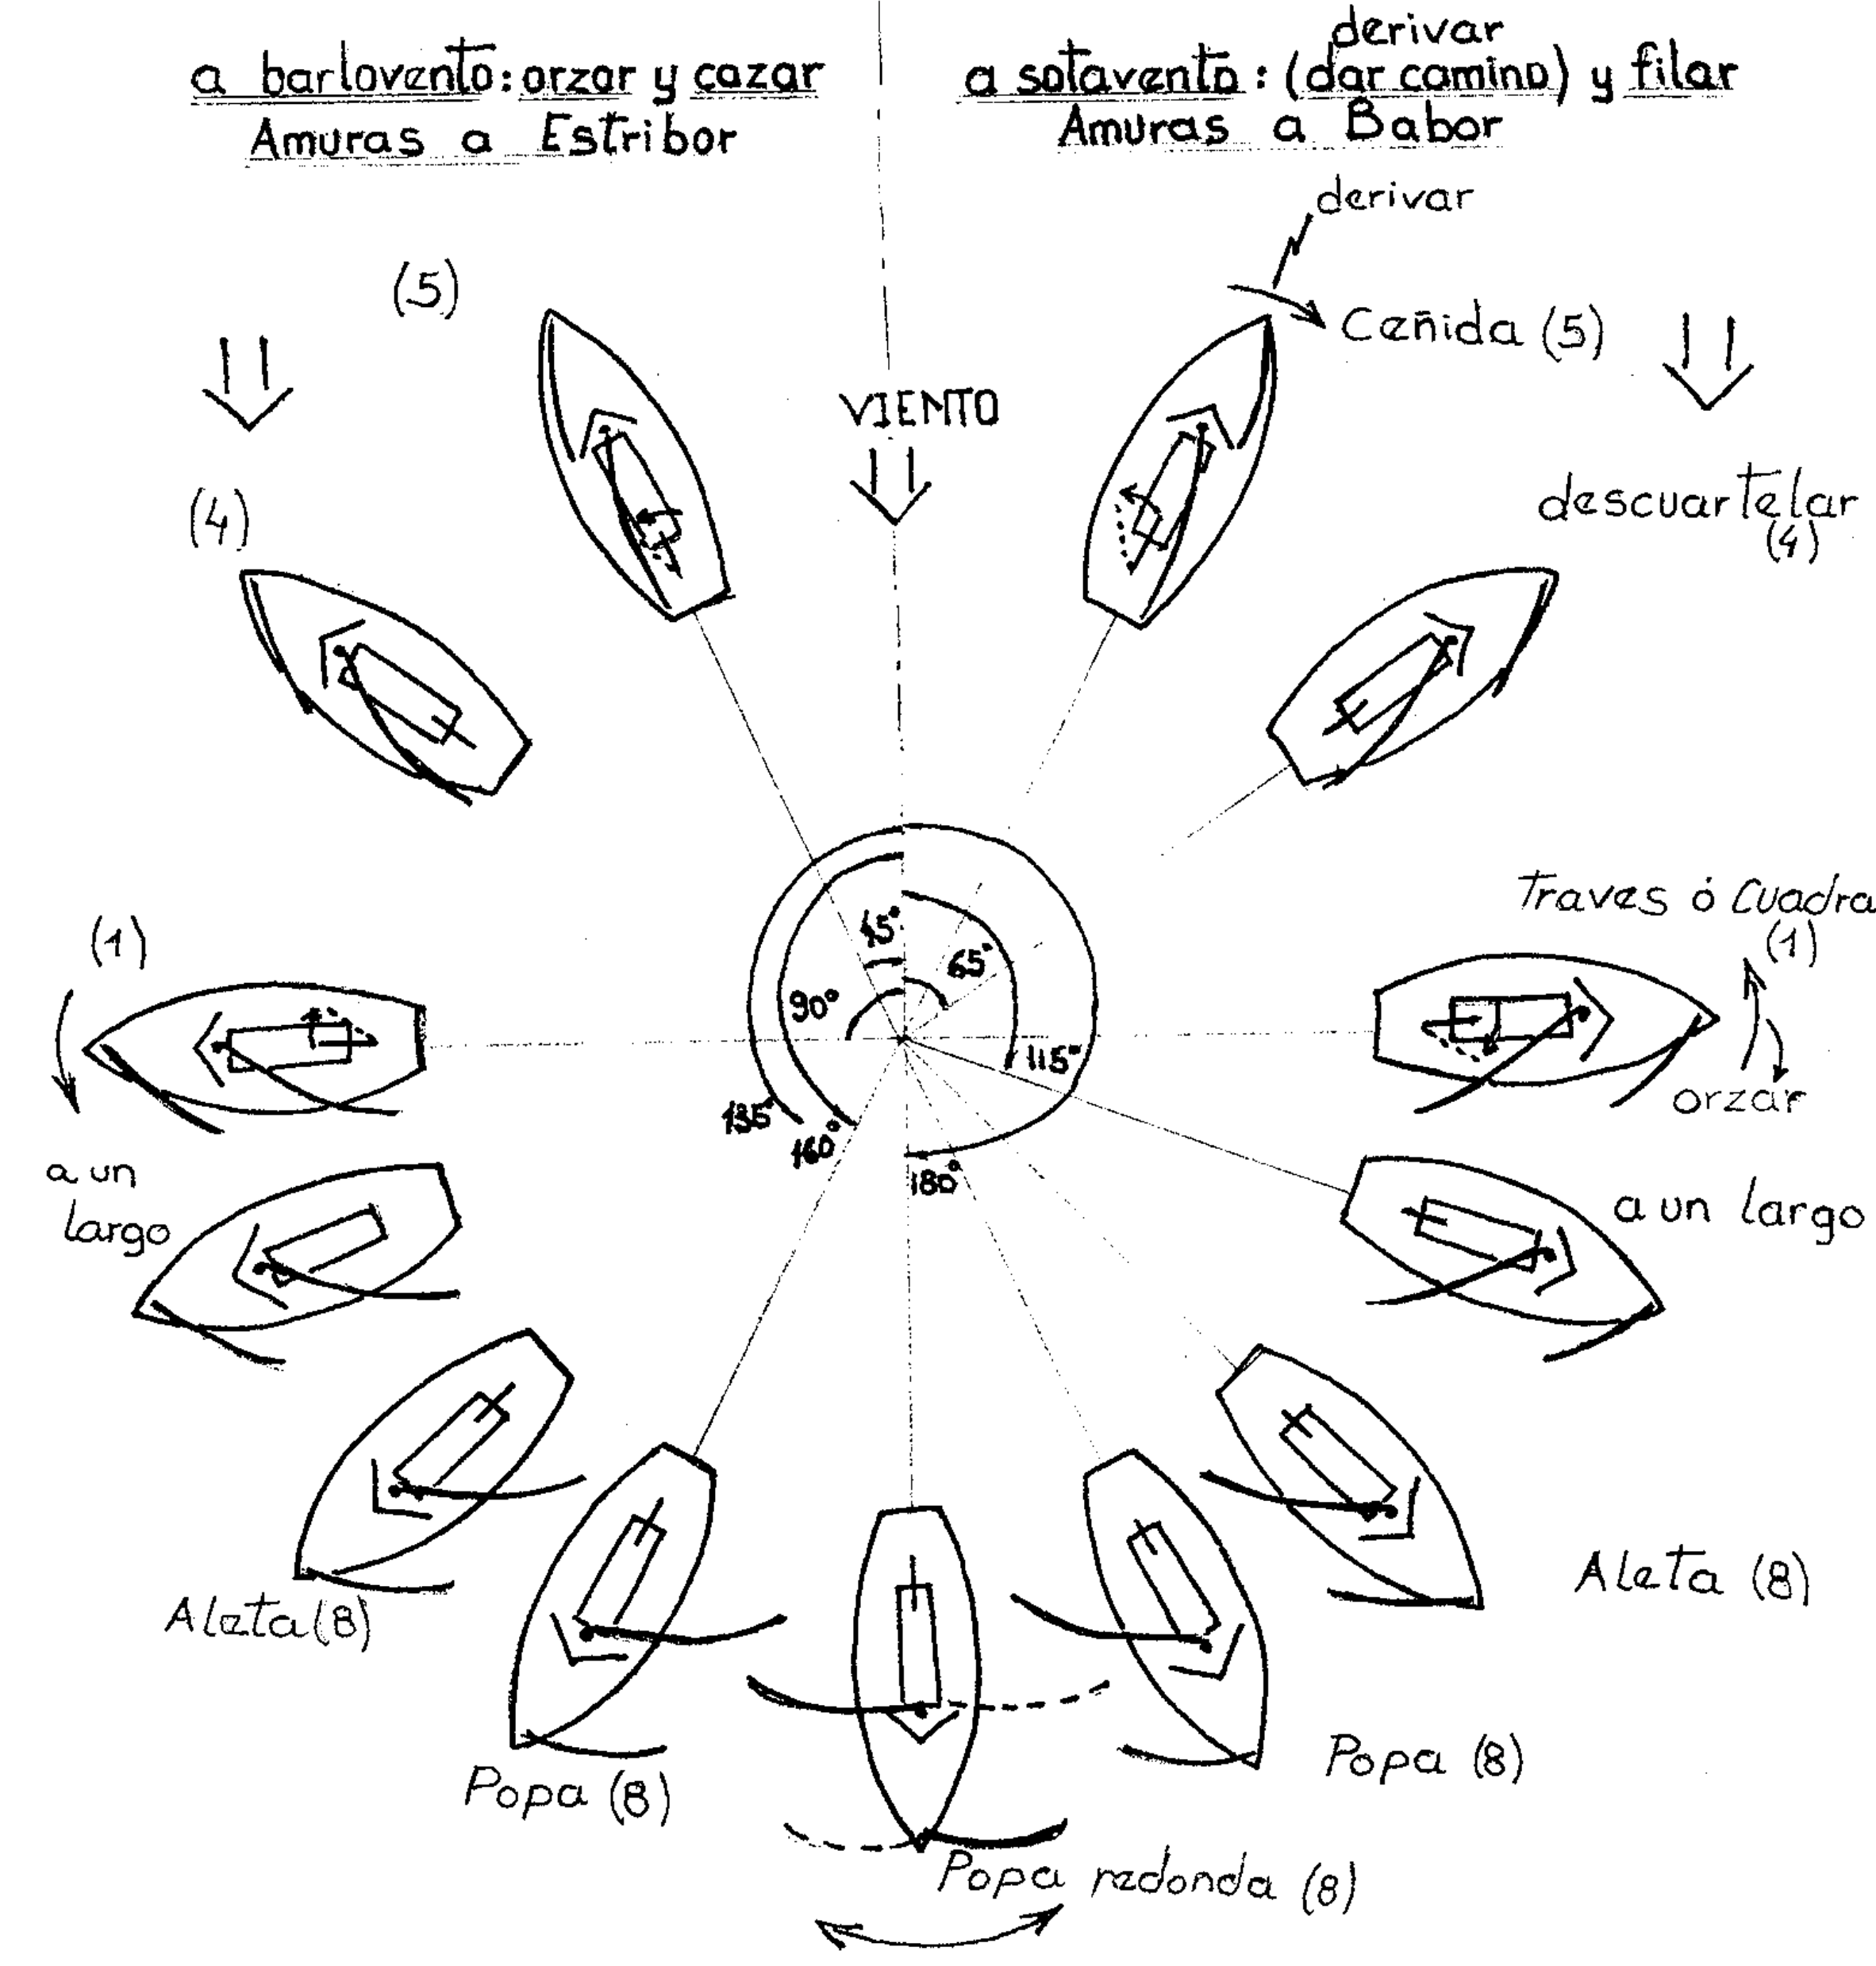 derivar
a barlovento: orzar y cazar
a sotavento: (dar camino) y filar
Amuras a Estribor
Amuras a Babor
derivar
(5)
Ceñida (5)
VIENTO
(4)
descuartelar
(4)
Traves ó Cuadra
(1)
(1)
45°
65°
90°
115°
135°
160°
180°
orzar
a un
largo
a un largo
Aleta (8)
Aleta (8)
Popa (8)
Popa (8)
Popa redonda (8)